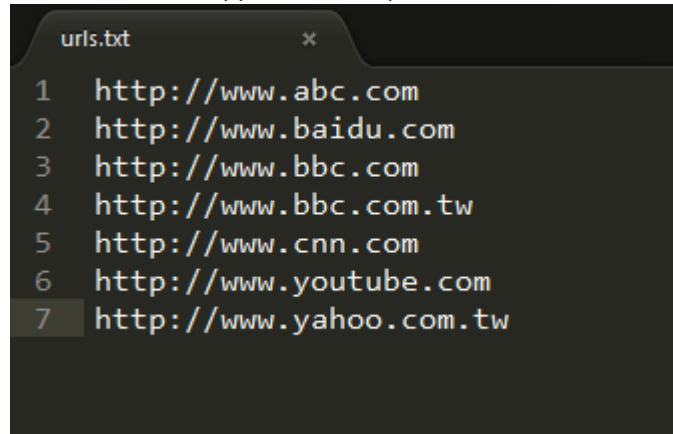 urls.txt ×
1 http://www.abc.com
2 http://www.baidu.com
3 http://www.bbc.com
4 http://www.bbc.com.tw
5 http://www.cnn.com
6 http://www.youtube.com
7 http://www.yahoo.com.tw